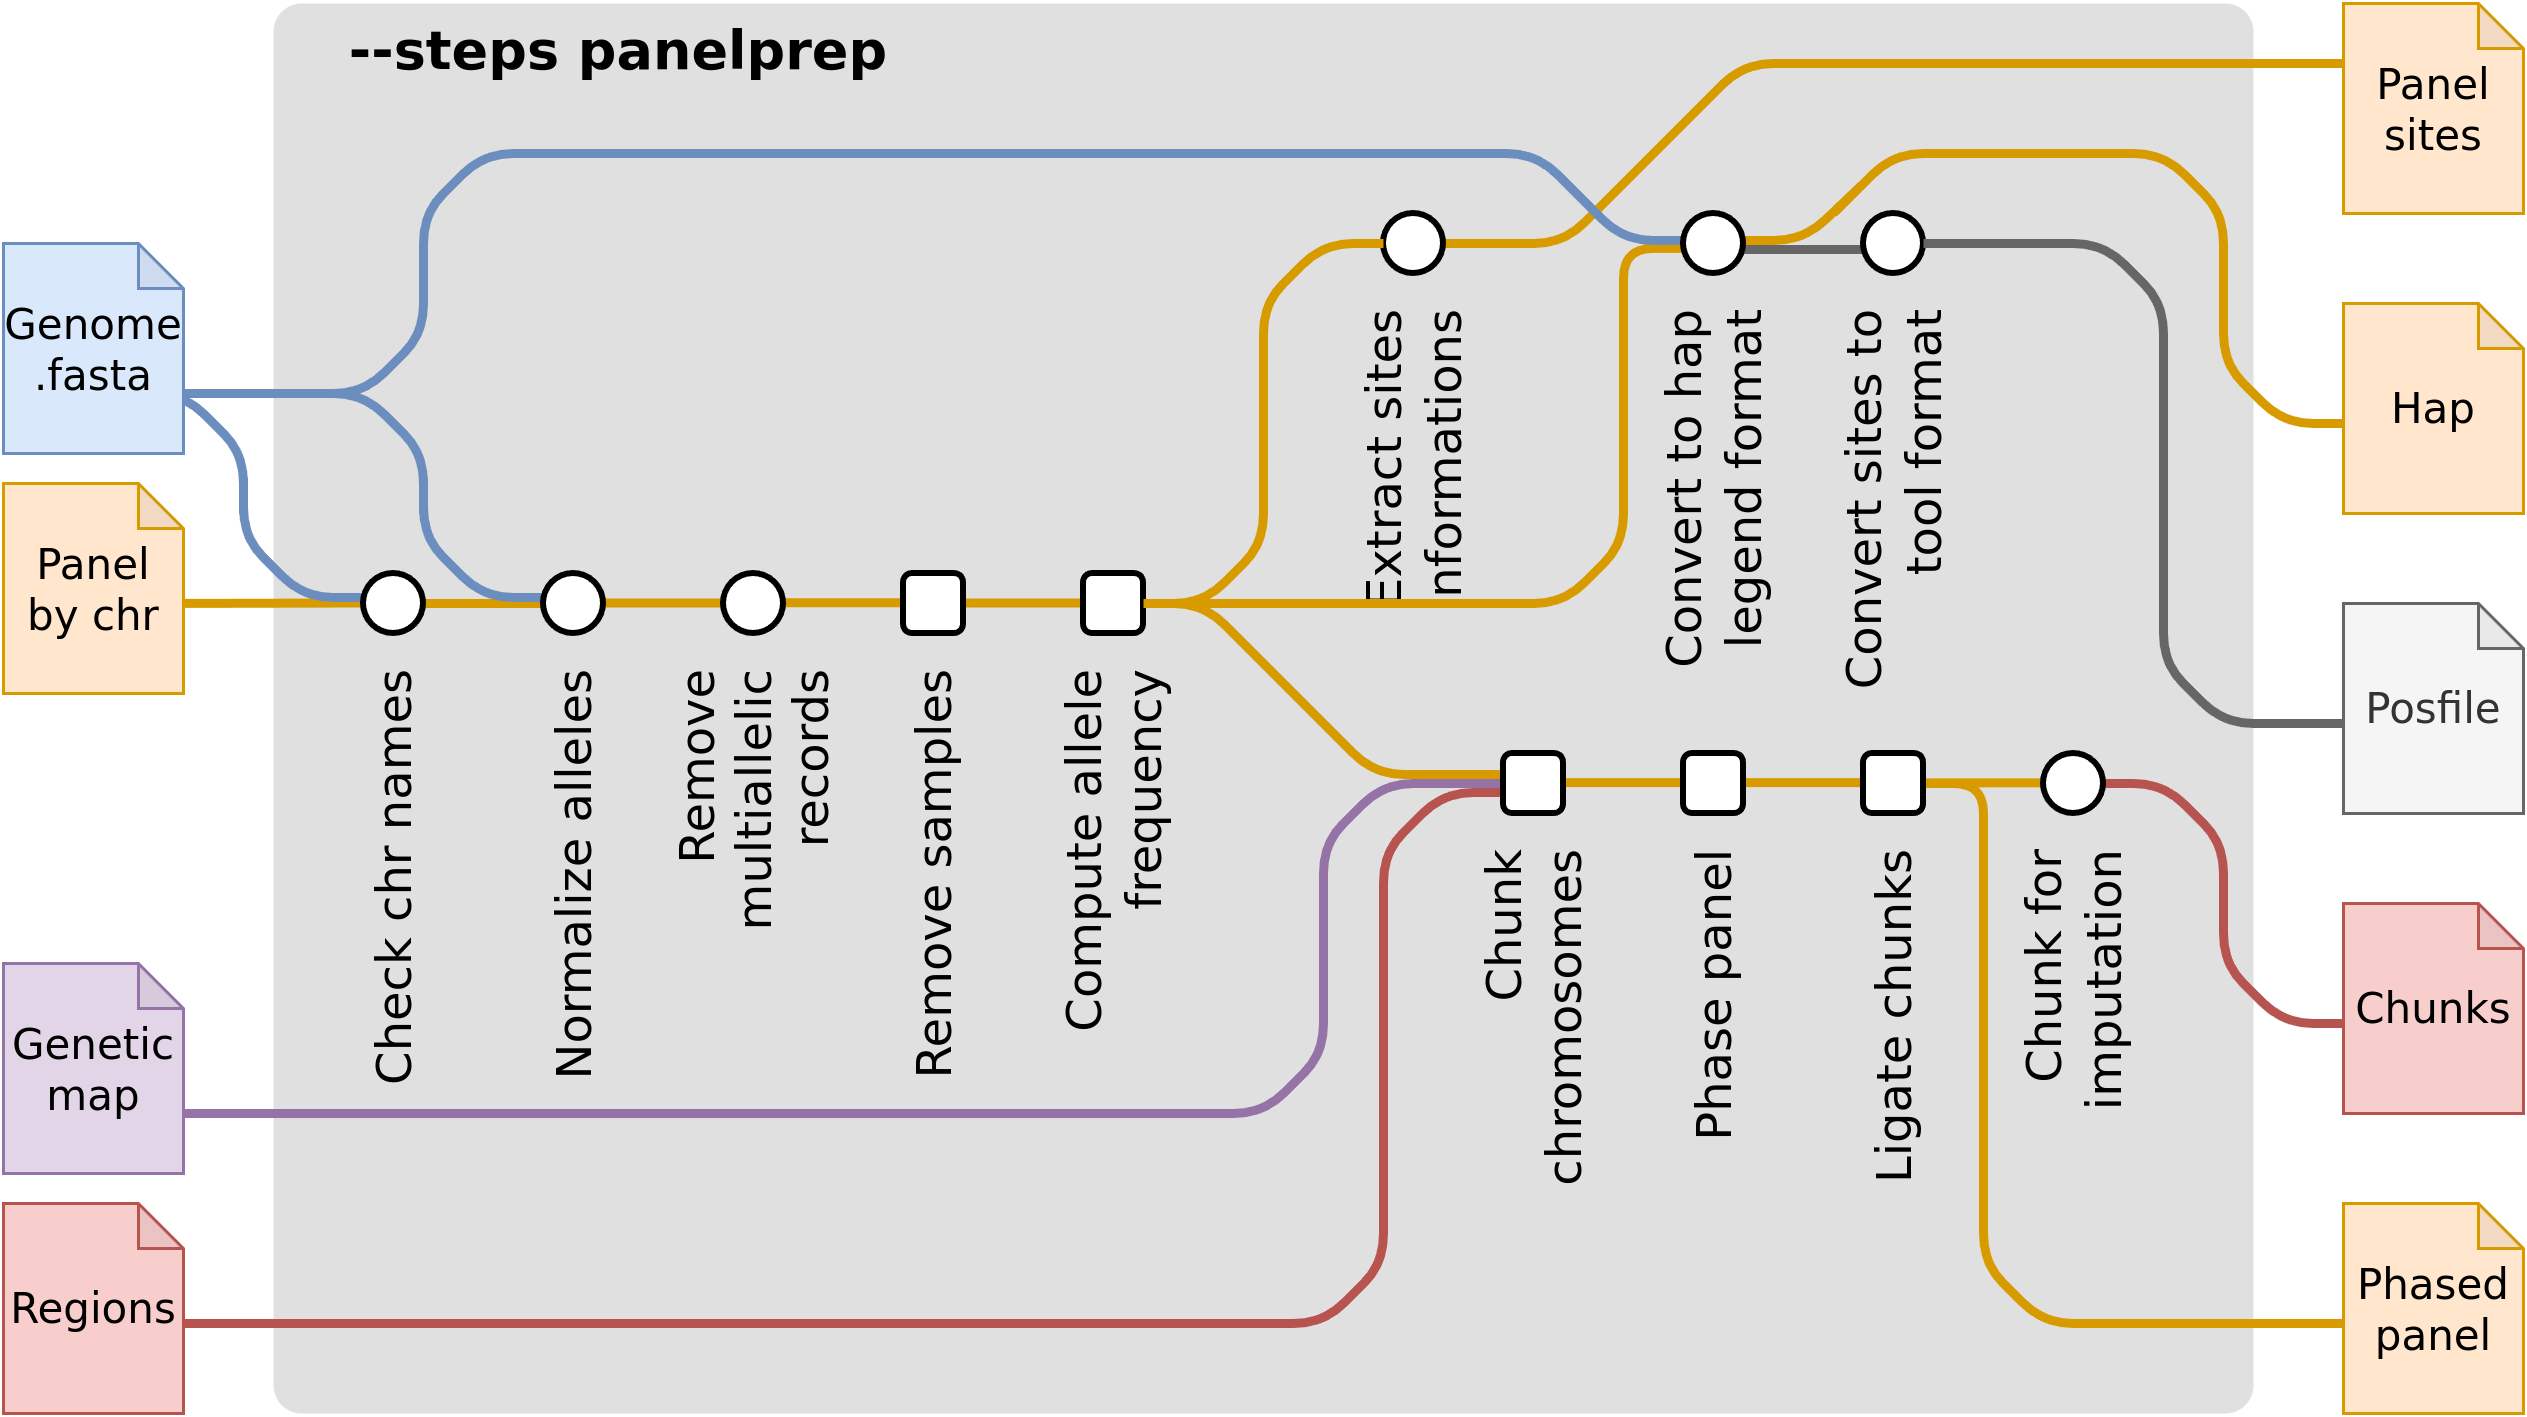 --steps panelprep
Genome
.fasta
Panel
by chr
Genetic
map
Regions
Check chr names
Normalize alleles
Remove
multiallelic
records
Remove samples
Compute allele
frequency
Extract sites
informations
Convert to hap
legend format
Convert sites to
tool format
Chunk
chromosomes
Phase panel
Ligate chunks
Chunk for
imputation
Panel
sites
Hap
Posfile
Chunks
Phased
panel